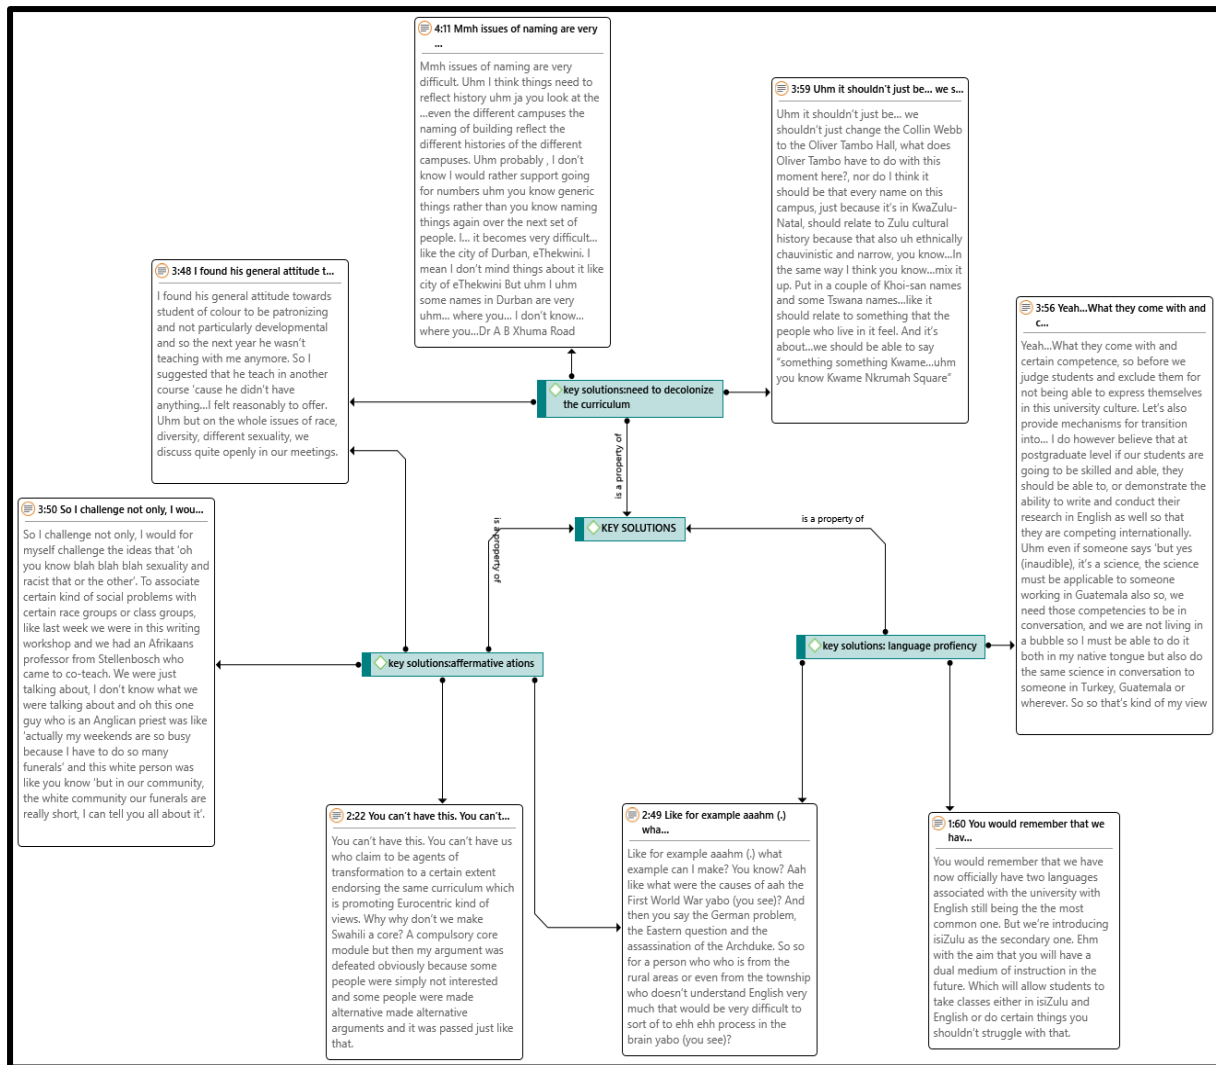 4:11 Mmh issues of naming are very
...
Mmh issues of naming are very
difficult. Uhm I think things need to
reflect history uhm ja you look at the
...even the different campuses the
naming of building reflect the
different histories of the different
campuses. Uhm probably , I don't
know I would rather support going
for numbers uhm you know generic
things rather than you know naming
things again over the next set of
people. I... it becomes very difficult...
like the city of Durban, eThekwini. I
mean I don't mind things about it like
city of eThekwini But uhm I uhm
some names in Durban are very
uhm... where you... I don't know...
where you...Dr A B Xhuma Road
3:59 Uhm it shouldn't just be... we s...
Uhm it shouldn't just be... we
shouldn't just change the Collin Webb
to the Oliver Tambo Hall, what does
Oliver Tambo have to do with this
moment here?, nor do I think it
should be that every name on this
campus, just because it's in KwaZulu-
Natal, should relate to Zulu cultural
history because that also uh ethnically
chauvinistic and narrow, you know...In
the same way I think you know...mix it
up. Put in a couple of Khoi-san names
and some Tswana names...like it
should relate to something that the
people who live in it feel. And it's
about...we should be able to say
"something something Kwame...uhm
you know Kwame Nkrumah Square"
3:48 I found his general attitude t...
I found his general attitude towards
student of colour to be patronizing
and not particularly developmental
and so the next year he wasn't
teaching with me anymore. So I
suggested that he teach in another
course 'cause he didn't have
anything...I felt reasonably to offer.
Uhm but on the whole issues of race,
diversity, different sexuality, we
discuss quite openly in our meetings.
3:56 Yeah...What they come with and
c...
Yeah...What they come with and
certain competence, so before we
judge students and exclude them for
not being able to express themselves
in this university culture. Let's also
provide mechanisms for transition
into... I do however believe that at
postgraduate level if our students are
going to be skilled and able, they
should be able to, or demonstrate the
ability to write and conduct their
research in English as well so that
they are competing internationally.
Uhm even if someone says 'but yes
(inaudible), it's a science, the science
must be applicable to someone
working in Guatemala also so, we
need those competencies to be in
conversation, and we are not living in
a bubble so I must be able to do it
both in my native tongue but also do
the same science in conversation to
someone in Turkey, Guatemala or
wherever. So so that's kind of my view
key solutions:need to decolonize
the curriculum
is a property of
KEY SOLUTIONS
is a property of
is a property of
3:50 So I challenge not only, I wou...
So I challenge not only, I would for
myself challenge the ideas that 'oh
you know blah blah blah sexuality and
racist that or the other'. To associate
certain kind of social problems with
certain race groups or class groups,
like last week we were in this writing
workshop and we had an Afrikaans
professor from Stellenbosch who
came to co-teach. We were just
talking about, I don't know what we
were talking about and oh this one
guy who is an Anglican priest was like
'actually my weekends are so busy
because I have to do so many
funerals' and this white person was
like you know 'but in our community,
the white community our funerals are
really short, I can tell you all about it'.
key solutions:affermative ations
key solutions: language profiency
2:22 You can't have this. You can't...
You can't have this. You can't have us
who claim to be agents of
transformation to a certain extent
endorsing the same curriculum which
is promoting Eurocentric kind of
views. Why why don't we make
Swahili a core? A compulsory core
module but then my argument was
defeated obviously because some
people were simply not interested
and some people were made
alternative made alternative
arguments and it was passed just like
that.
2:49 Like for example aaahm (.)
wha...
Like for example aaahm (.) what
example can I make? You know? Aah
like what were the causes of aah the
First World War yabo (you see)? And
then you say the German problem,
the Eastern question and the
assassination of the Archduke. So so
for a person who who is from the
rural areas or even from the township
who doesn't understand English very
much that would be very difficult to
sort of to ehh ehh process in the
brain yabo (you see)?
1:60 You would remember that we
hav...
You would remember that we have
now officially have two languages
associated with the university with
English still being the the most
common one. But we're introducing
isiZulu as the secondary one. Ehm
with the aim that you will have a
dual medium of instruction in the
future. Which will allow students to
take classes either in isiZulu and
English or do certain things you
shouldn't struggle with that.